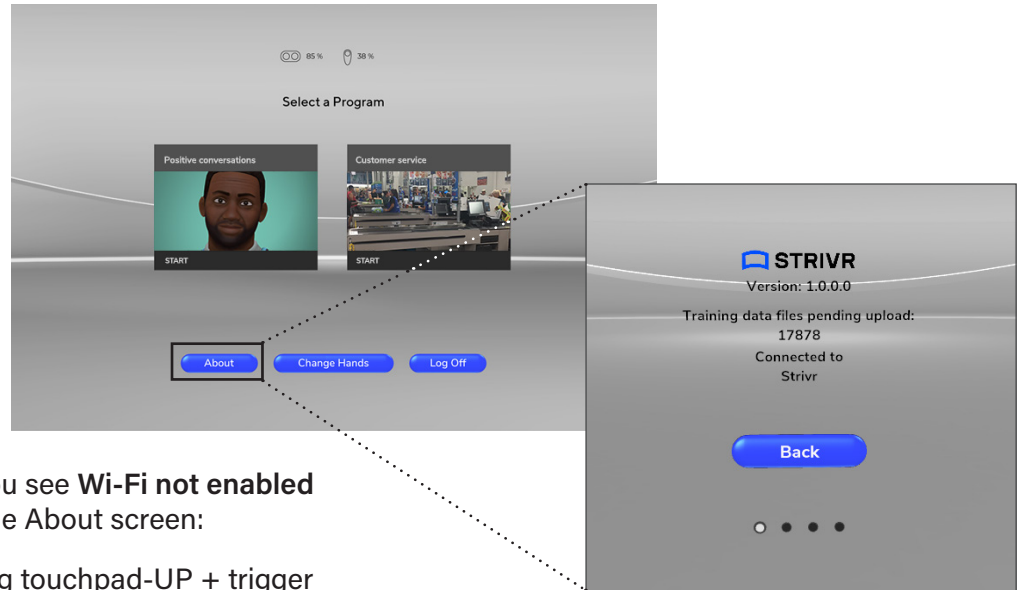 85 % 38 %
Select a Program
Positive conversations
Customer service
START
START
About
Change Hands
Log Off
STRIVR
Version: 1.0.0.0
Training data files pending upload:
17878
Connected to
Strivr
Back
see Wi-Fi not enabled
About screen:
touchpad-UP + trigger